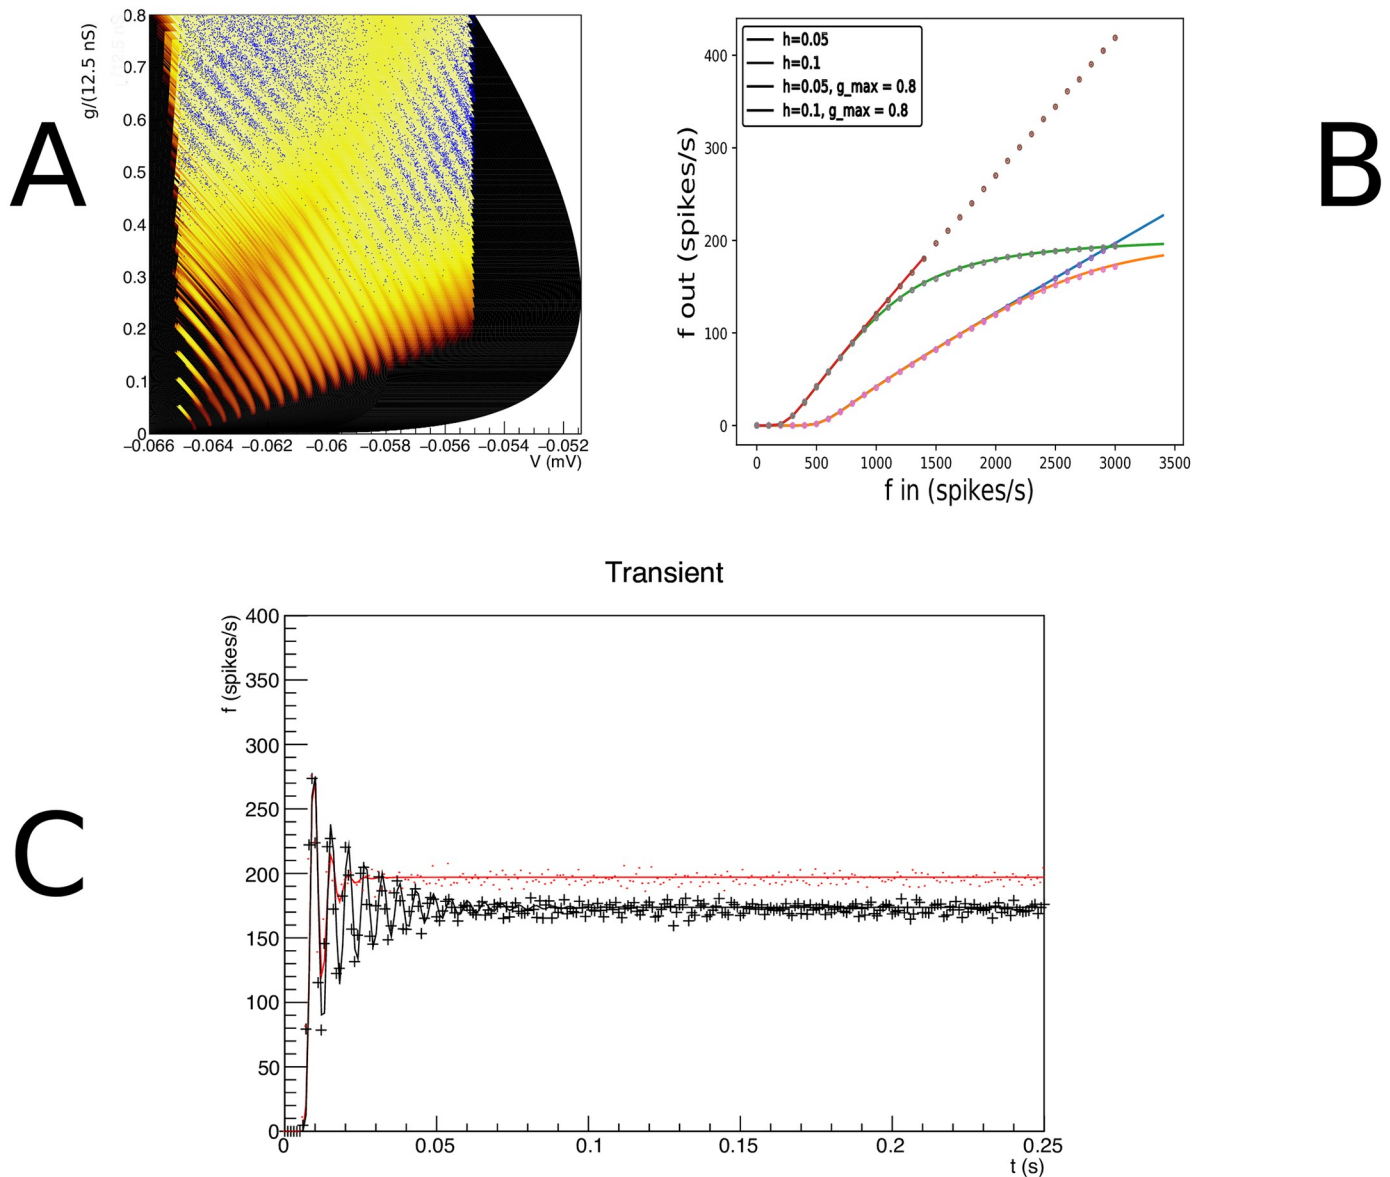 A
g/(12.5 nS)
0.8
0.7
0.6
0.5
0.4
0.3
0.2
0.1
0
−0.066 −0.064 −0.062 −0.06 −0.058 −0.056 −0.054 −0.052
V (mV)
B
f out (spikes/s)
400
300
200
100
0
h=0.05
h=0.1
h=0.05, g_max = 0.8
h=0.1, g_max = 0.8
0 500 1000 1500 2000 2500 3000 3500
f in (spikes/s)
C
Transient
f (spikes/s)
400
350
300
250
200
150
100
50
0
0 0.05 0.1 0.15 0.2 0.25
t (s)